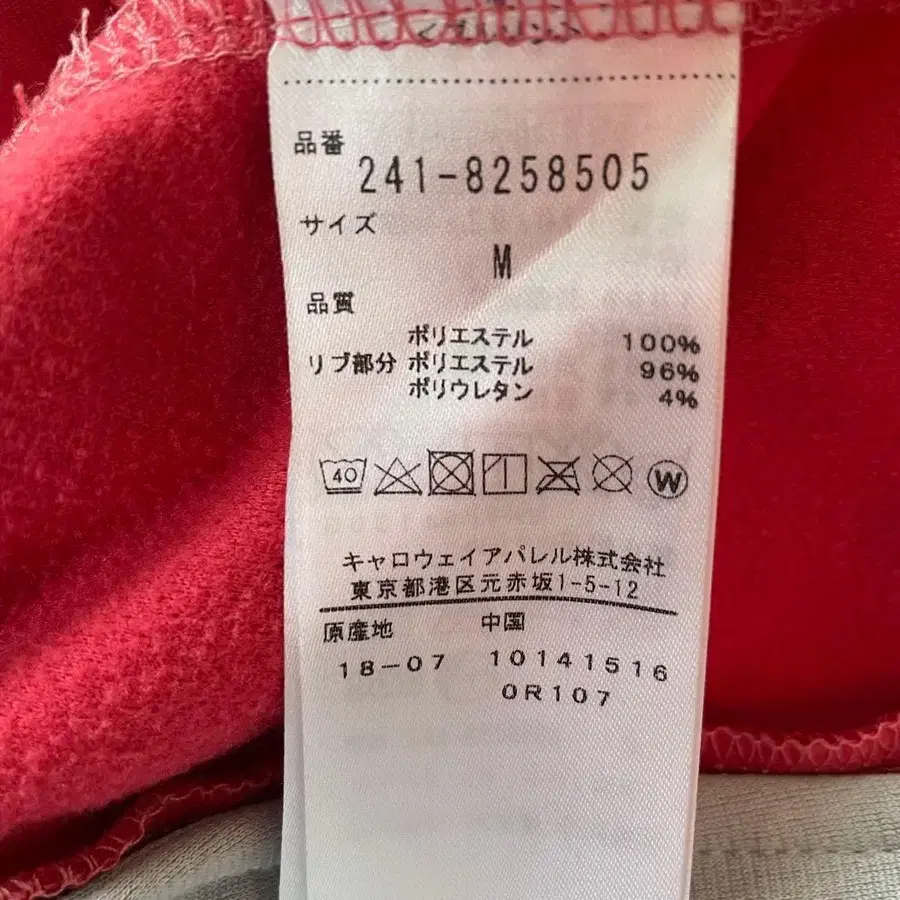 品番
241-8258505
サイズ
M
品質
ポリエステル 100%
リブ部分 ポリエステル 96%
ポリウレタン 4%
40
W
キャロウェイアパレル株式会社
東京都港区元赤坂1-5-12
原産地 中国
18-07 10141516
0R107